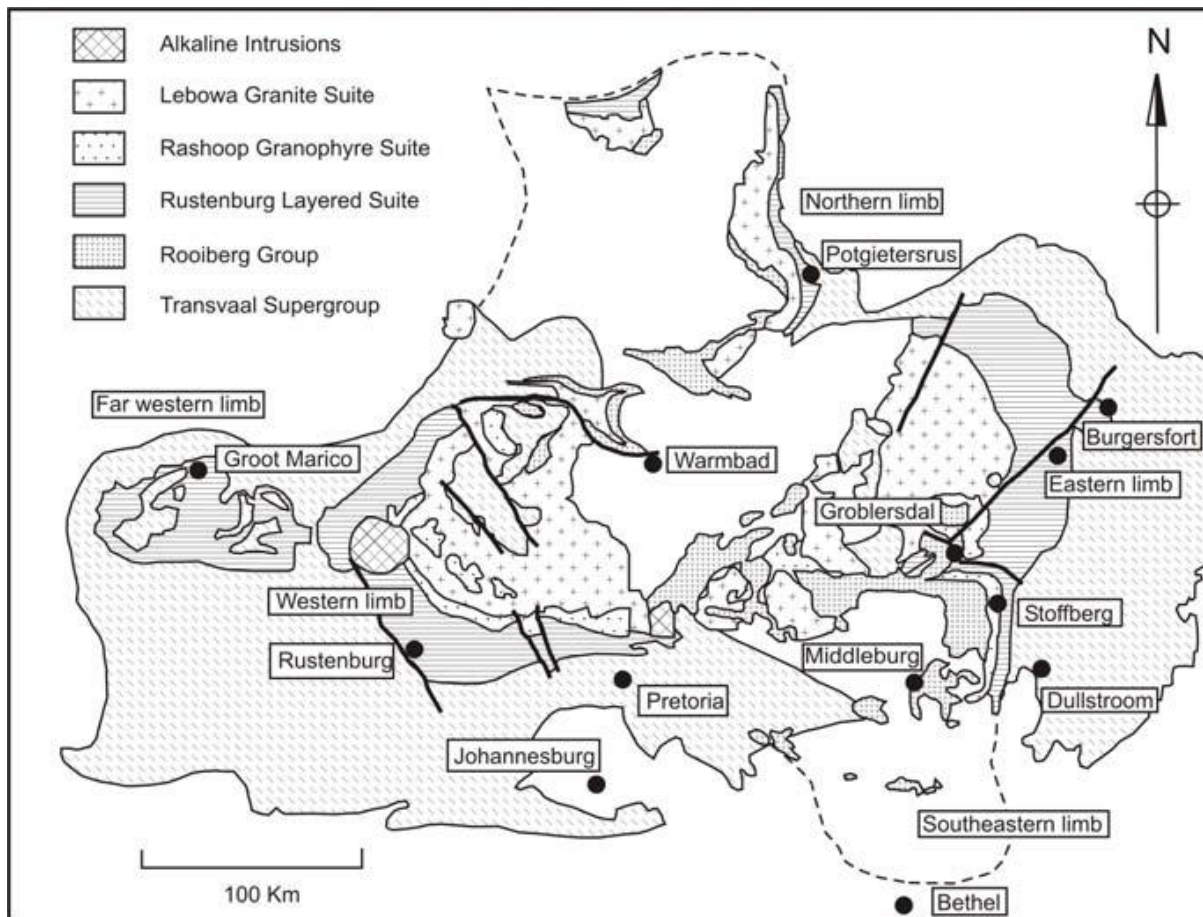 Alkaline Intrusions
Lebowa Granite Suite
Rashoop Granophyre Suite
Rustenburg Layered Suite
Rooiberg Group
Transvaal Supergroup
N
Northern limb
Potgietersrus
Far western limb
Groot Marico
Warmbad
Burgersfort
Eastern limb
Groblersdal
Western limb
Stoffberg
Rustenburg
Middleburg
Pretoria
Dullstroom
Johannesburg
Southeastern limb
100 Km
Bethel